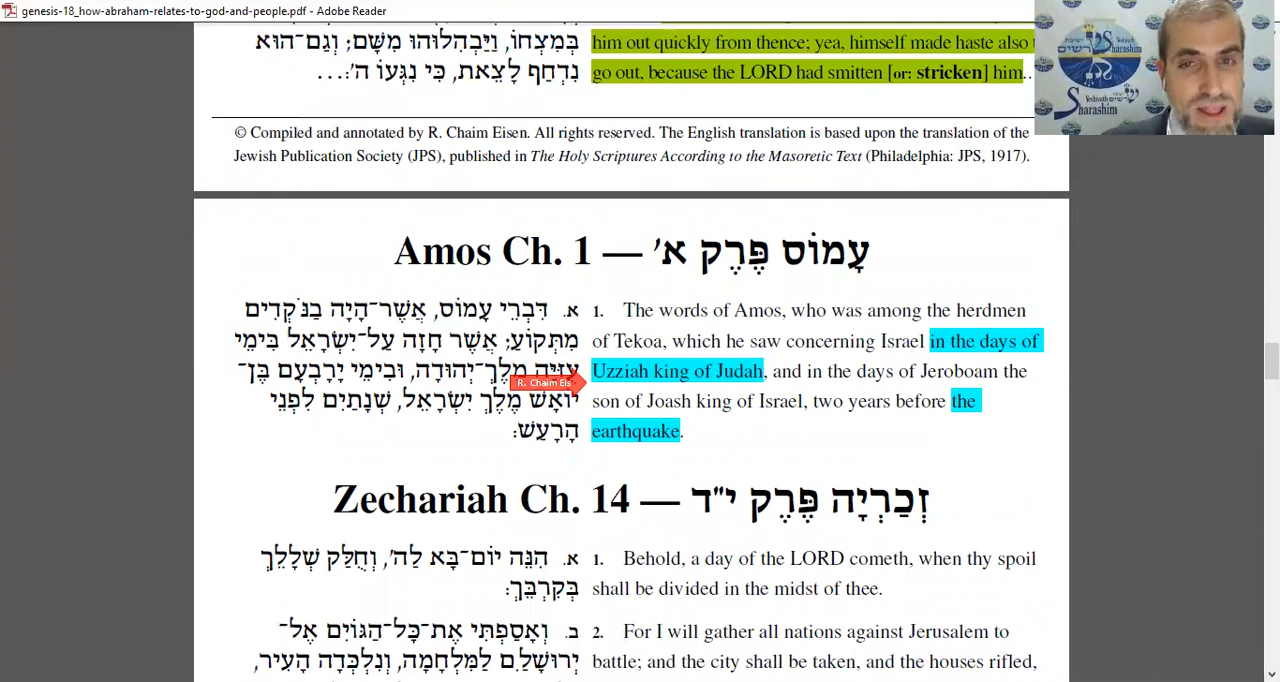 genesis-18_how-abraham-relates-to-god-and-people.pdf - Adobe Reader
בְּמִצְחוֹ, וַיַּבְהִלוּהוּ מִשָּׁם; וְגַם־הוּא
נִדְחַף לָצֵאת, כִּי נִגְּעוֹ ה':...
him out quickly from thence; yea, himself made haste also
go out, because the LORD had smitten [or: stricken] him..
Yeshivath
Sharashim
Yeshivath שרשים
Sharashim
© Compiled and annotated by R. Chaim Eisen. All rights reserved. The English translation is based upon the translation of the
Jewish Publication Society (JPS), published in The Holy Scriptures According to the Masoretic Text (Philadelphia: JPS, 1917).
Amos Ch. 1 — עָמוֹס פֶּרֶק א'
א. דִּבְרֵי עָמוֹס, אֲשֶׁר־הָיָה בַנֹּקְדִים
מִתְּקוֹעַ; אֲשֶׁר חָזָה עַל־יִשְׂרָאֵל בִּימֵי
עֻזִּיָּה מֶלֶךְ־יְהוּדָה, וּבִימֵי יָרָבְעָם בֶּן־
יוֹאָשׁ מֶלֶךְ יִשְׂרָאֵל, שְׁנָתַיִם לִפְנֵי
הָרָעַשׁ:
R. Chaim Eis
1. The words of Amos, who was among the herdmen
of Tekoa, which he saw concerning Israel in the days of
Uzziah king of Judah, and in the days of Jeroboam the
son of Joash king of Israel, two years before the
earthquake.
Zechariah Ch. 14 — זְכַרְיָה פֶּרֶק י"ד
א. הִנֵּה יוֹם־בָּא לַה', וְחֻלַּק שְׁלָלֵךְ
בְּקִרְבֵּךְ:
1. Behold, a day of the LORD cometh, when thy spoil
shall be divided in the midst of thee.
ב. וְאָסַפְתִּי אֶת־כָּל־הַגּוֹיִם אֶל־
יְרוּשָׁלִַם לַמִּלְחָמָה, וְנִלְכְּדָה הָעִיר,
2. For I will gather all nations against Jerusalem to
battle; and the city shall be taken, and the houses rifled,